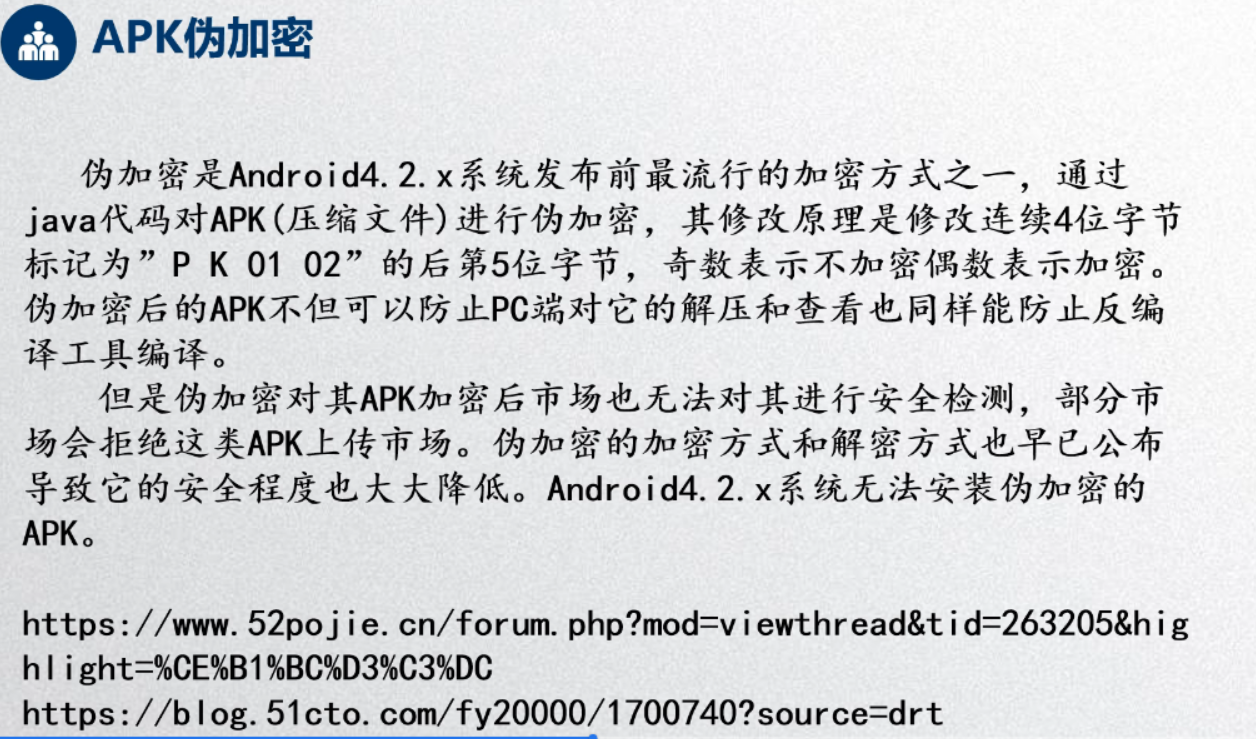 APK伪加密
伪加密是Android4.2.x系统发布前最流行的加密方式之一，通过
java代码对APK(压缩文件)进行伪加密，其修改原理是修改连续4位字节
标记为”P K 01 02”的后第5位字节，奇数表示不加密偶数表示加密。
伪加密后的APK不但可以防止PC端对它的解压和查看也同样能防止反编
译工具编译。
但是伪加密对其APK加密后市场也无法对其进行安全检测，部分市
场会拒绝这类APK上传市场。伪加密的加密方式和解密方式也早已公布
导致它的安全程度也大大降低。Android4.2.x系统无法安装伪加密的
APK。
https://www.52pojie.cn/forum.php?mod=viewthread&tid=263205&hig
hlight=%CE%B1%BC%D3%C3%DC
https://blog.51cto.com/fy20000/1700740?source=drt